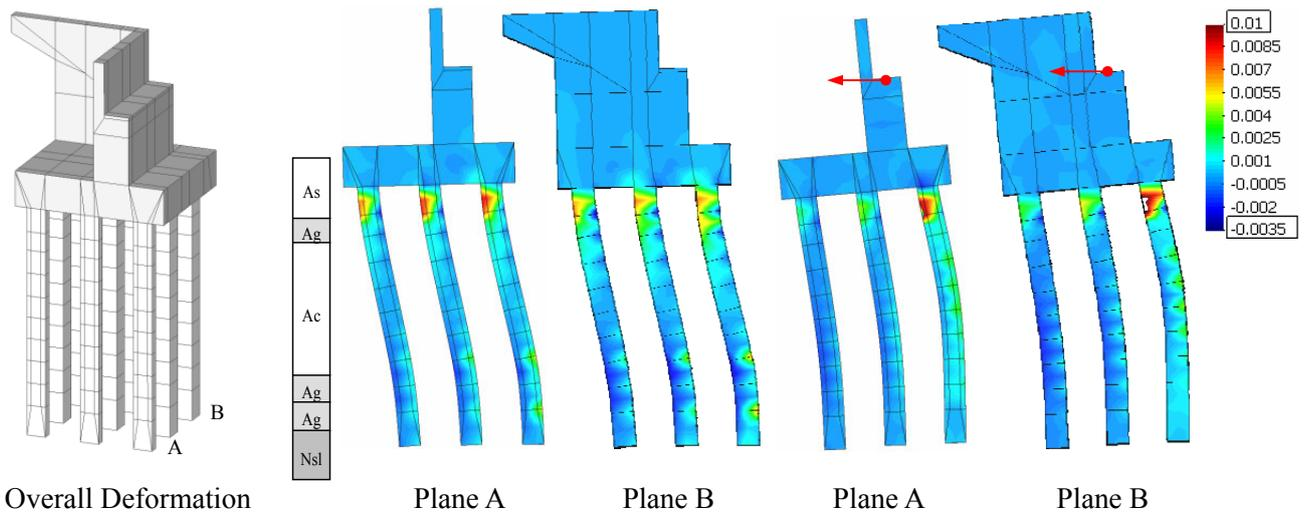 0.01
0.0085
0.007
0.0055
0.004
0.0025
0.001
-0.0005
-0.002
-0.0035
As
Ag
Ac
Ag
Ag
Nsl
B
A
Overall Deformation
Plane A
Plane B
Plane A
Plane B